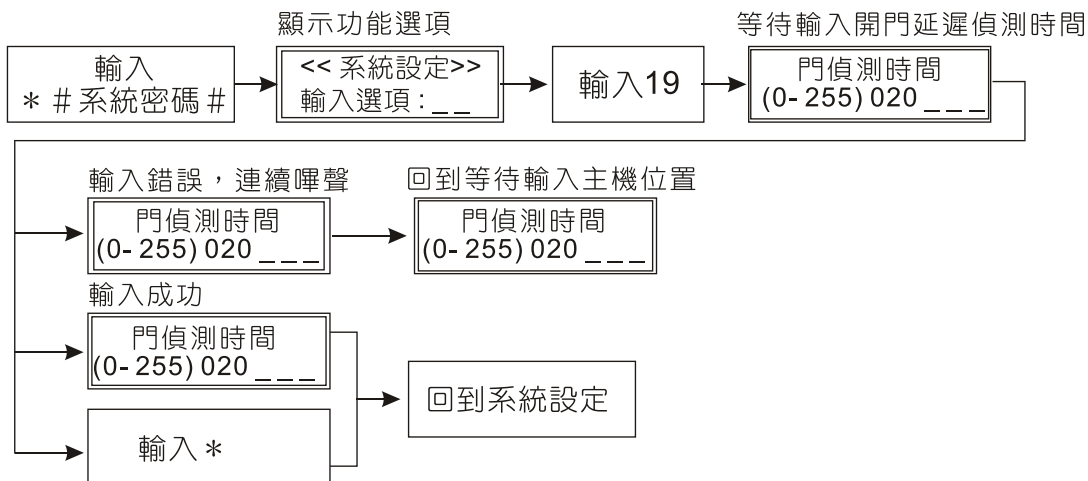 顯示功能選項
等待輸入開門延遲偵測時間
輸入
＊＃系統密碼＃
<< 系統設定>>
輸入選項：_ _
輸入19
門偵測時間
(0- 255) 020 _ _ _
輸入錯誤，連續嗶聲
回到等待輸入主機位置
門偵測時間
(0- 255) 020 _ _ _
門偵測時間
(0- 255) 020 _ _ _
輸入成功
門偵測時間
(0- 255) 020 _ _ _
回到系統設定
輸入＊